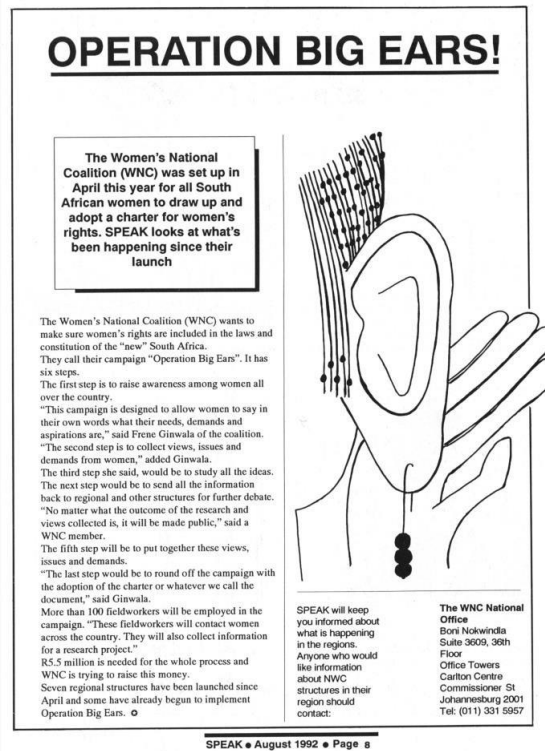 OPERATION BIG EARS!
The Women's National
Coalition (WNC) was set up in
April this year for all South
African women to draw up and
adopt a charter for women's
rights. SPEAK looks at what's
been happening since their
launch
The Women's National Coalition (WNC) wants to
make sure women's rights are included in the laws and
constitution of the "new" South Africa.
They call their campaign "Operation Big Ears". It has
six steps.
The first step is to raise awareness among women all
over the country.
"This campaign is designed to allow women to say in
their own words what their needs, demands and
aspirations are," said Frene Ginwala of the coalition.
"The second step is to collect views, issues and
demands from women," added Ginwala.
The third step she said, would be to study all the ideas.
The next step would be to send all the information
back to regional and other structures for further debate.
"No matter what the outcome of the research and
views collected is, it will be made public," said a
WNC member.
The fifth step will be to put together these views,
issues and demands.
"The last step would be to round off the campaign with
the adoption of the charter or whatever we call the
document," said Ginwala.
More than 100 fieldworkers will be employed in the
campaign. "These fieldworkers will contact women
across the country. They will also collect information
for a research project."
R5.5 million is needed for the whole process and
WNC is trying to raise this money.
Seven regional structures have been launched since
April and some have already begun to implement
Operation Big Ears.
SPEAK will keep
you informed about
what is happening
in the regions.
Anyone who would
like information
about NWC
structures in their
region should
contact:
The WNC National
Office
Boni Nokwindla
Suite 3609, 36th
Floor
Office Towers
Carlton Centre
Commissioner St
Johannesburg 2001
Tel: (011) 331 5957
SPEAK ● August 1992 ● Page 8